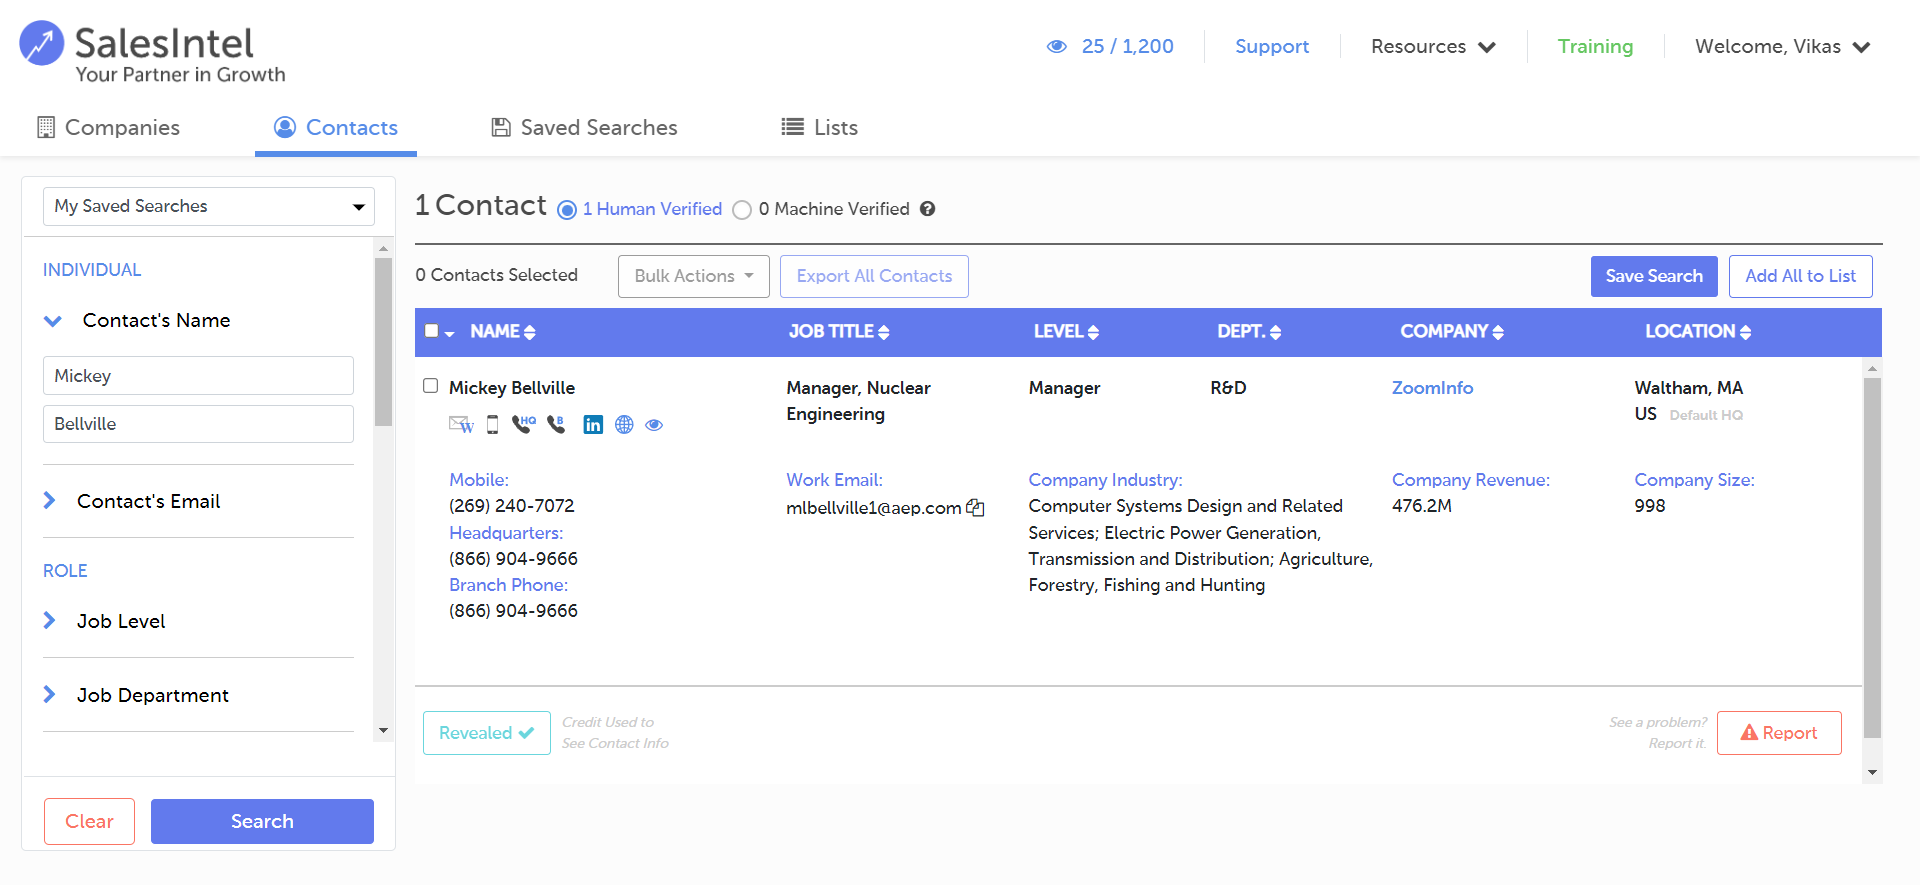 SalesIntel
Your Partner in Growth
25 / 1,200
Support
Resources
Training
Welcome, Vikas
Companies
Contacts
Saved Searches
Lists
My Saved Searches
INDIVIDUAL
Contact's Name
Mickey
Bellville
Contact's Email
ROLE
Job Level
Job Department
Clear
Search
1 Contact
1 Human Verified
0 Machine Verified
?
0 Contacts Selected
Bulk Actions
Export All Contacts
Save Search
Add All to List
NAME
JOB TITLE
LEVEL
DEPT.
COMPANY
LOCATION
Mickey Bellville
W
HQ
B
in
Manager, Nuclear
Engineering
Manager
R&D
ZoomInfo
Waltham, MA
US Default HQ
Mobile:
(269) 240-7072
Headquarters:
(866) 904-9666
Branch Phone:
(866) 904-9666
Work Email:
mlbellville1@aep.com
Company Industry:
Computer Systems Design and Related
Services; Electric Power Generation,
Transmission and Distribution; Agriculture,
Forestry, Fishing and Hunting
Company Revenue:
476.2M
Company Size:
998
Revealed
Credit Used to
See Contact Info
See a problem?
Report it.
Report